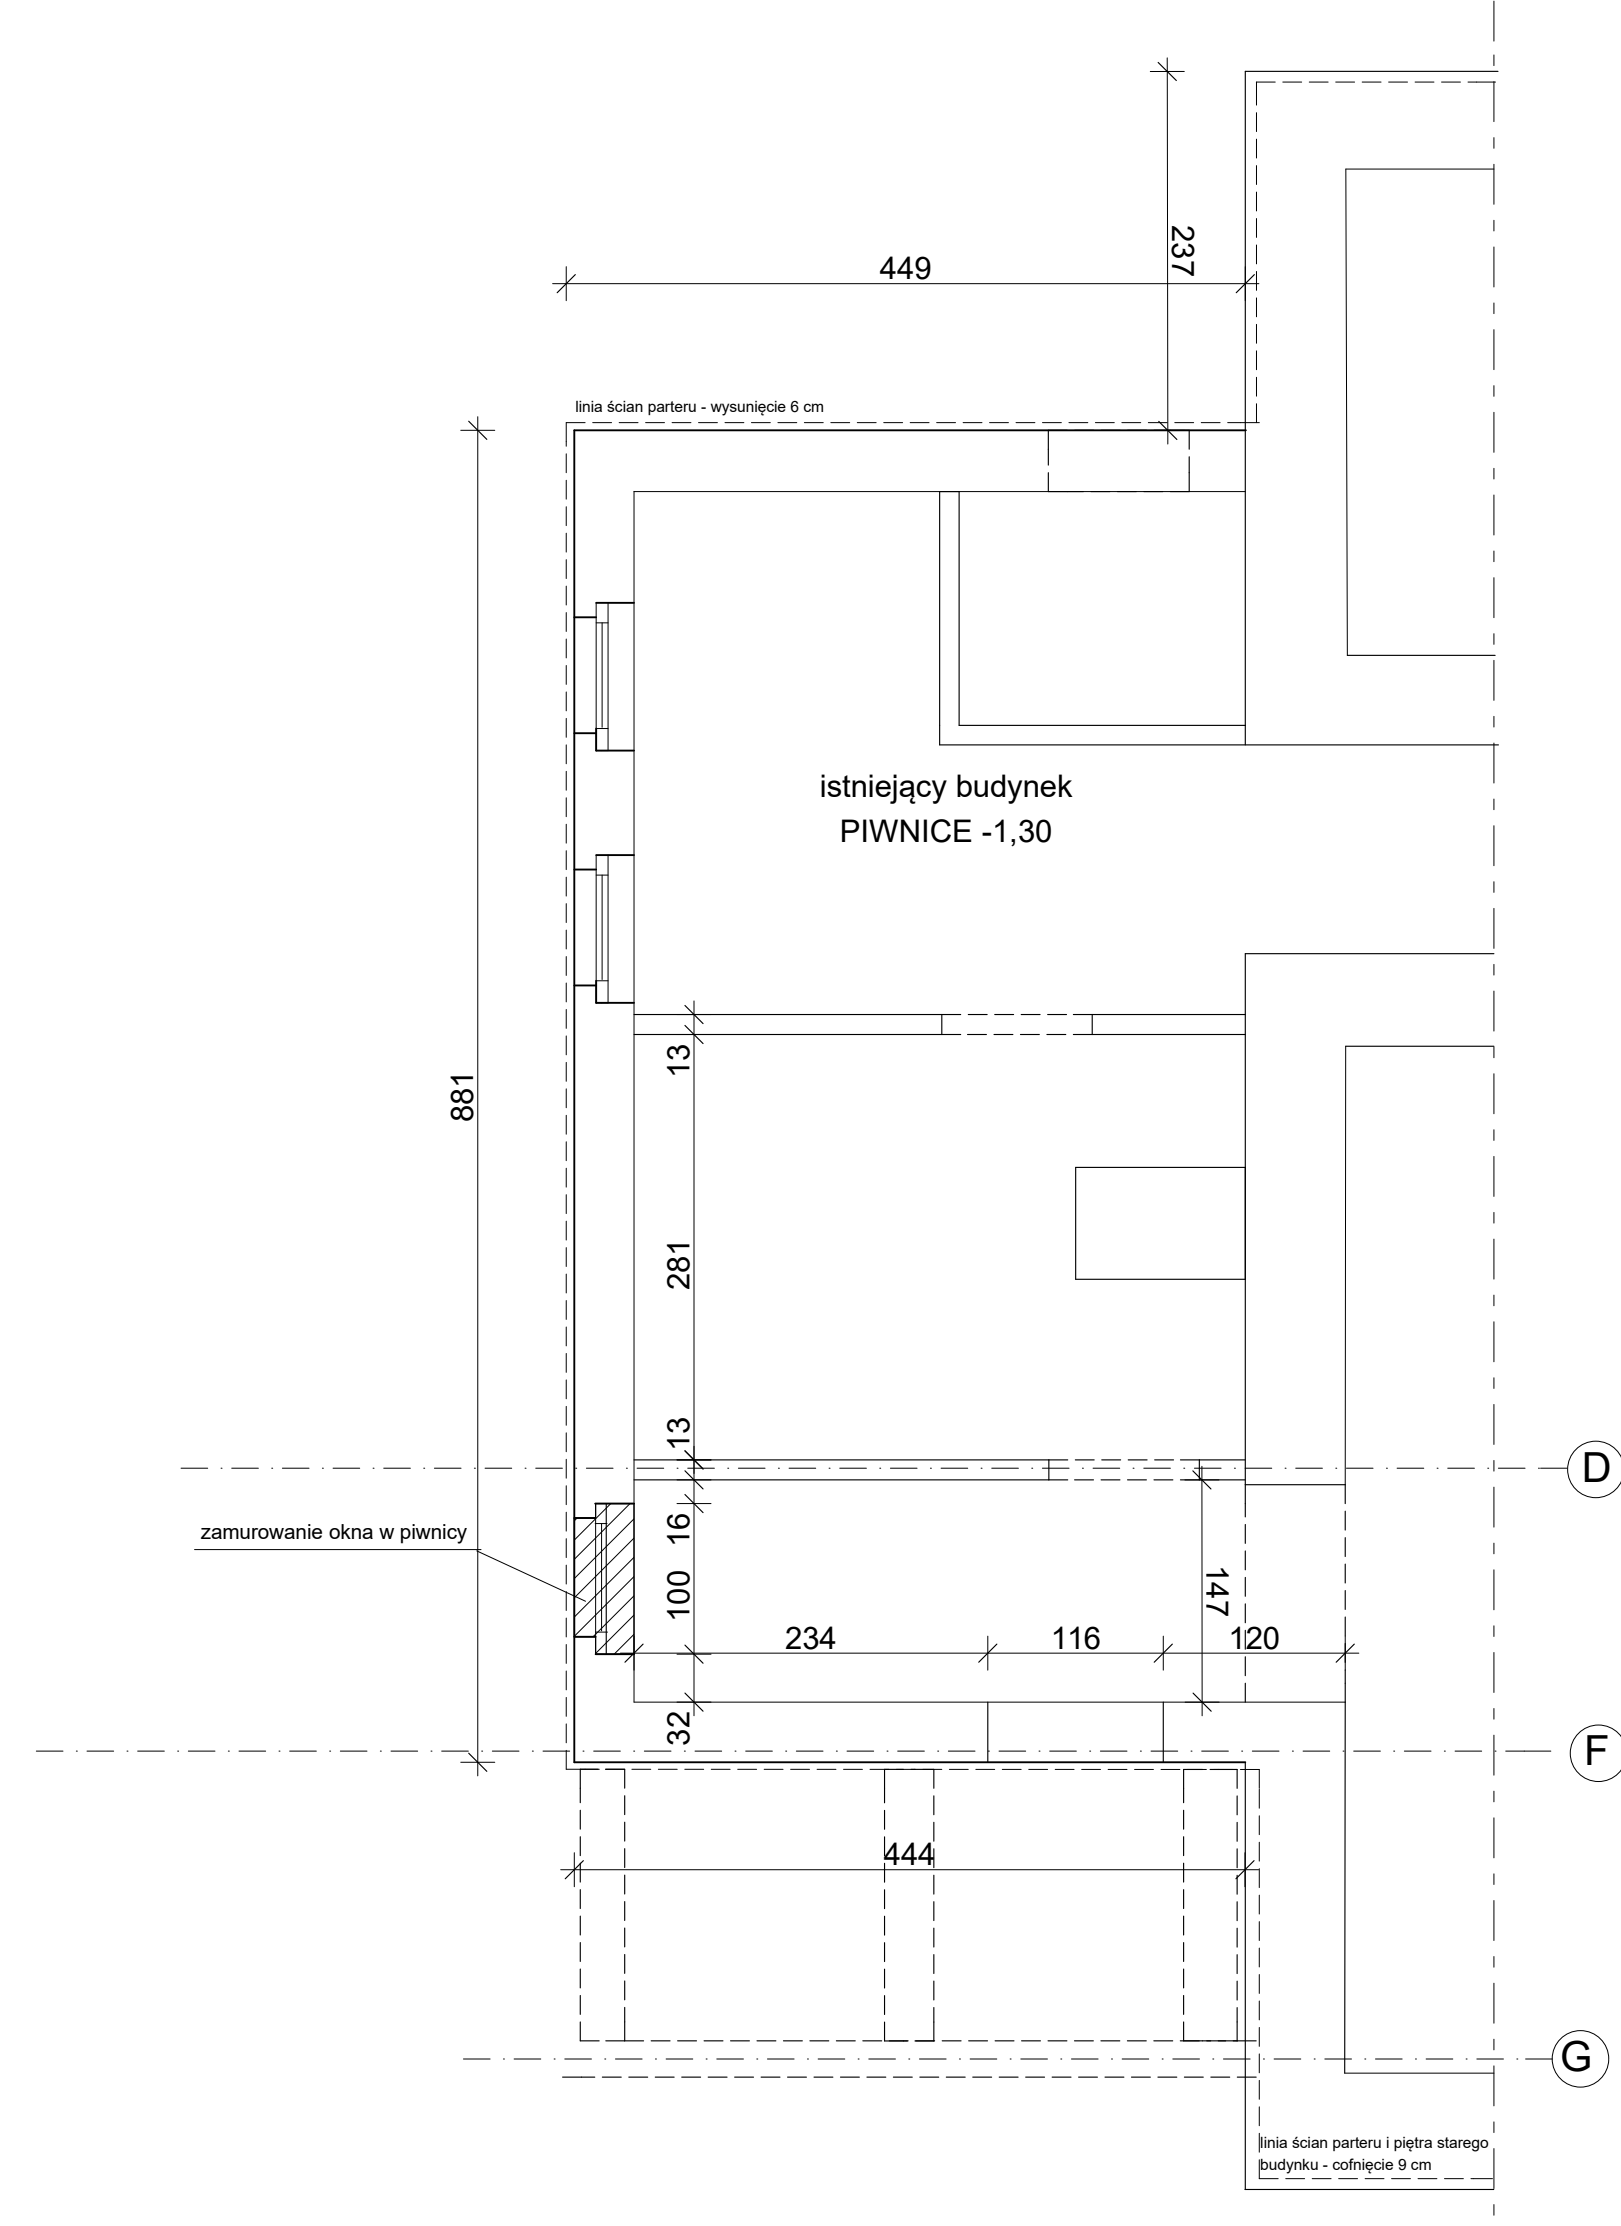 237
449
linia ścian parteru - wysunięcie 6 cm
istniejący budynek
PIWNICE -1,30
13
881
281
13
D
zamurowanie okna w piwnicy
16
100
147
234
116
120
32
F
444
G
linia ścian parteru i piętra starego
budynku - cofnięcie 9 cm